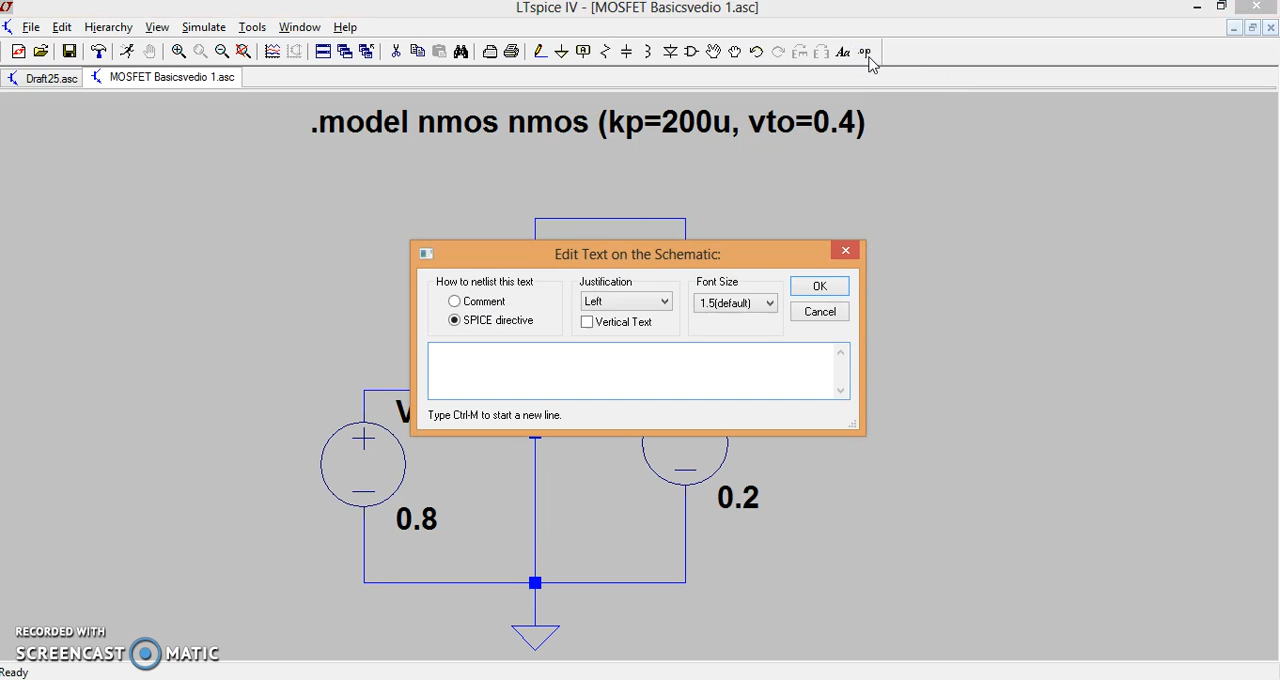 LTspice IV - [MOSFET Basicsvedio 1.asc]
File Edit Hierarchy View Simulate Tools Window Help
Aa .op
Draft25.asc MOSFET Basicsvedio 1.asc
.model nmos nmos (kp=200u, vto=0.4)
Edit Text on the Schematic:
How to netlist this text
Comment
SPICE directive
Justification
Left
Vertical Text
Font Size
1.5(default)
OK
Cancel
Type Ctrl-M to start a new line.
V
0.8
0.2
RECORDED WITH
SCREENCAST MATIC
Ready